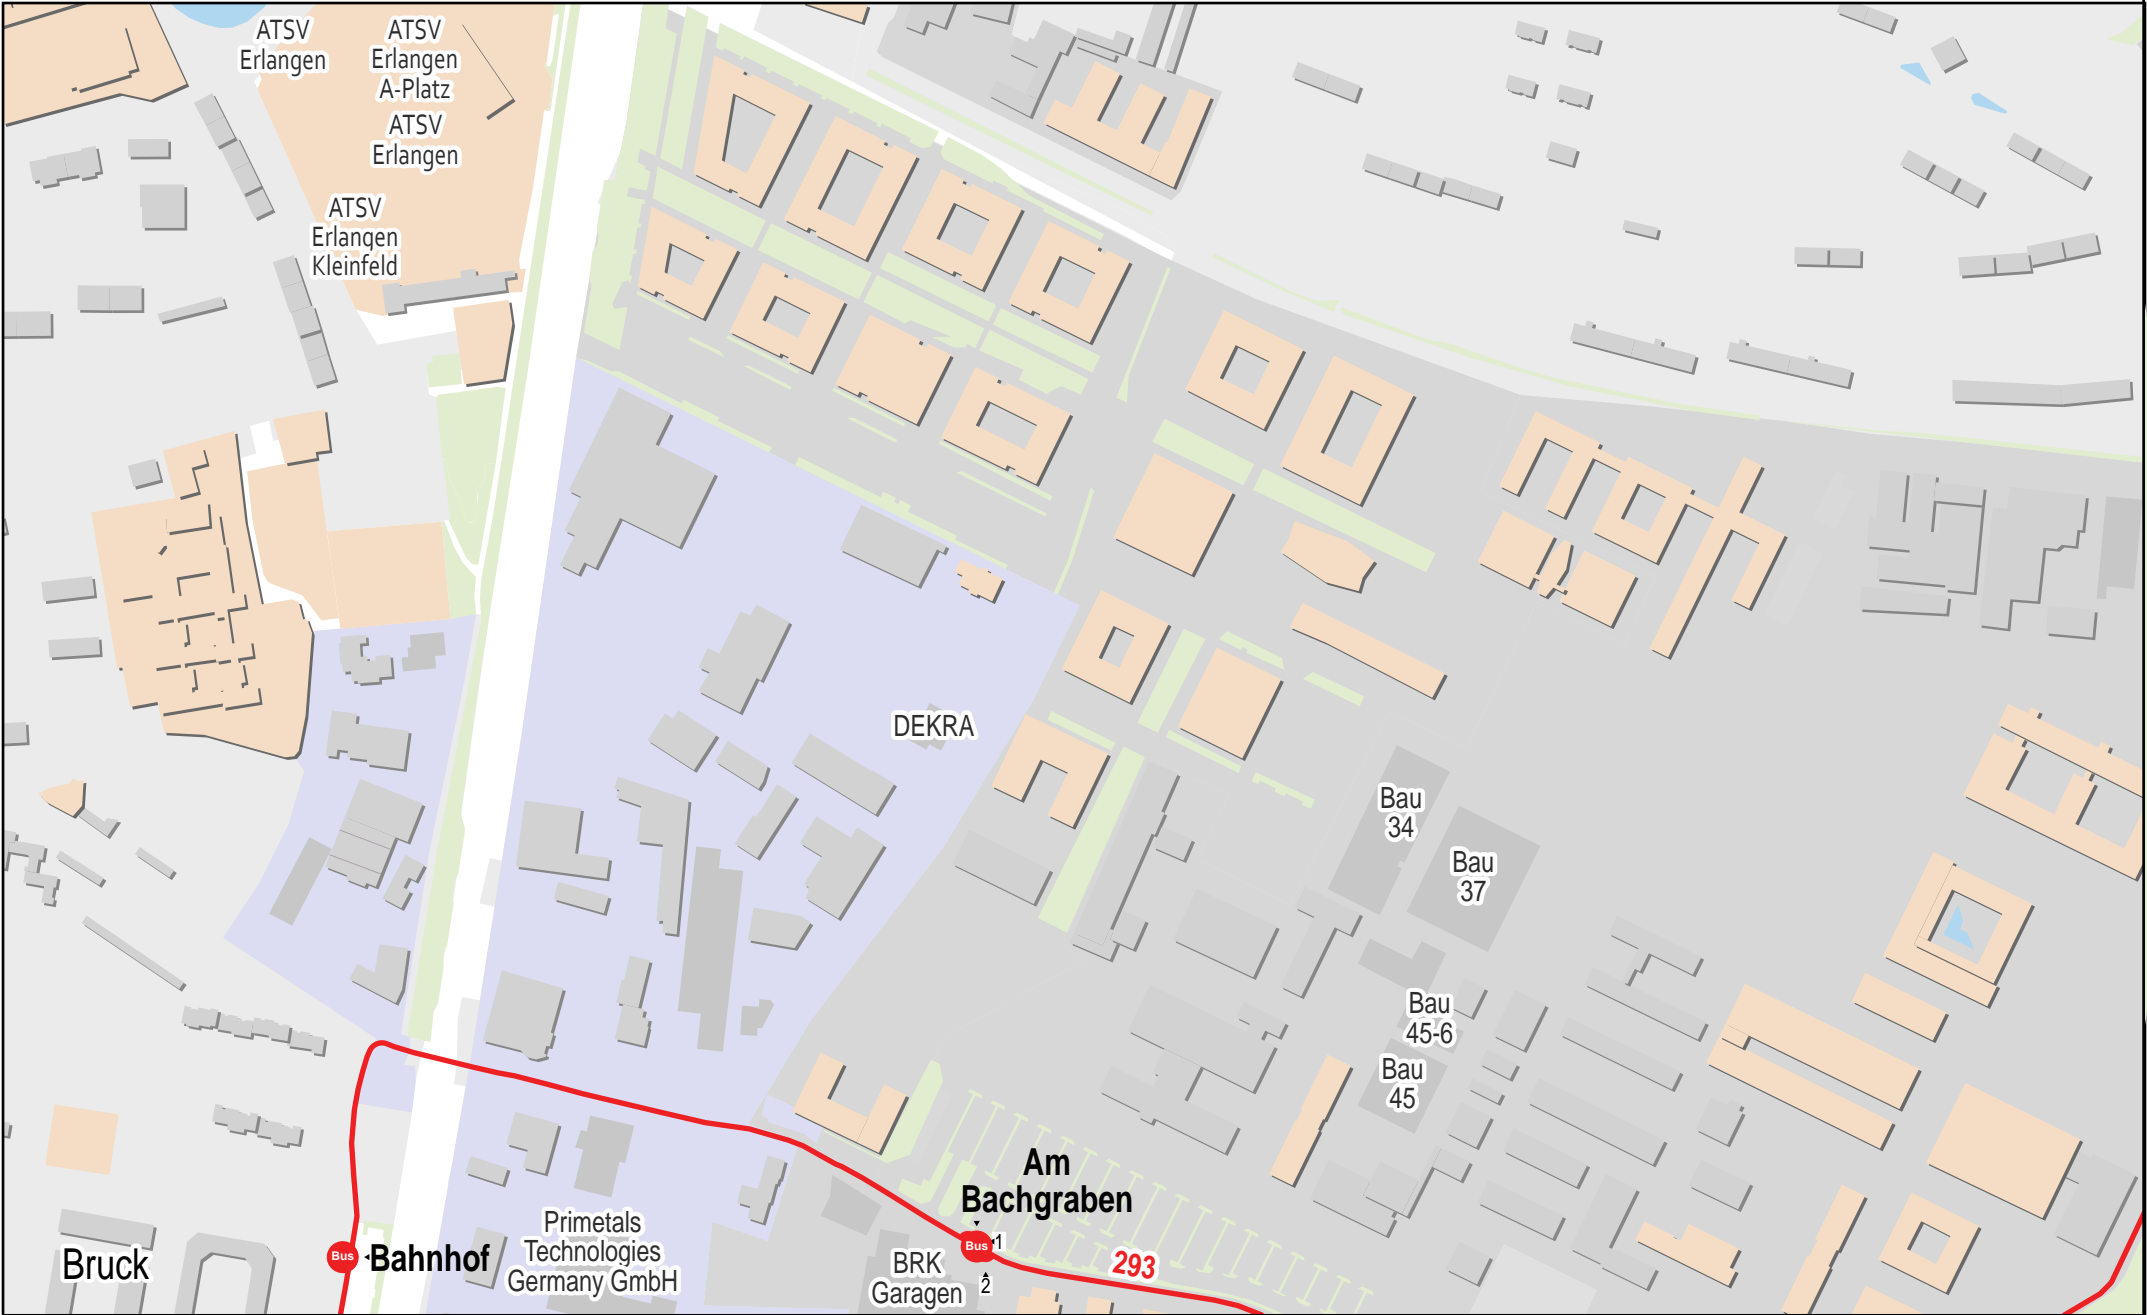 ATSV
Erlangen
ATSV
Erlangen
A-Platz
ATSV
Erlangen
ATSV
Erlangen
Kleinfeld
DEKRA
Bau
34
Bau
37
Bau
45-6
Bau
45
Am
Bachgraben
Bus
1
2
293
Bus
Bahnhof
Bruck
Primetals
Technologies
Germany GmbH
BRK
Garagen